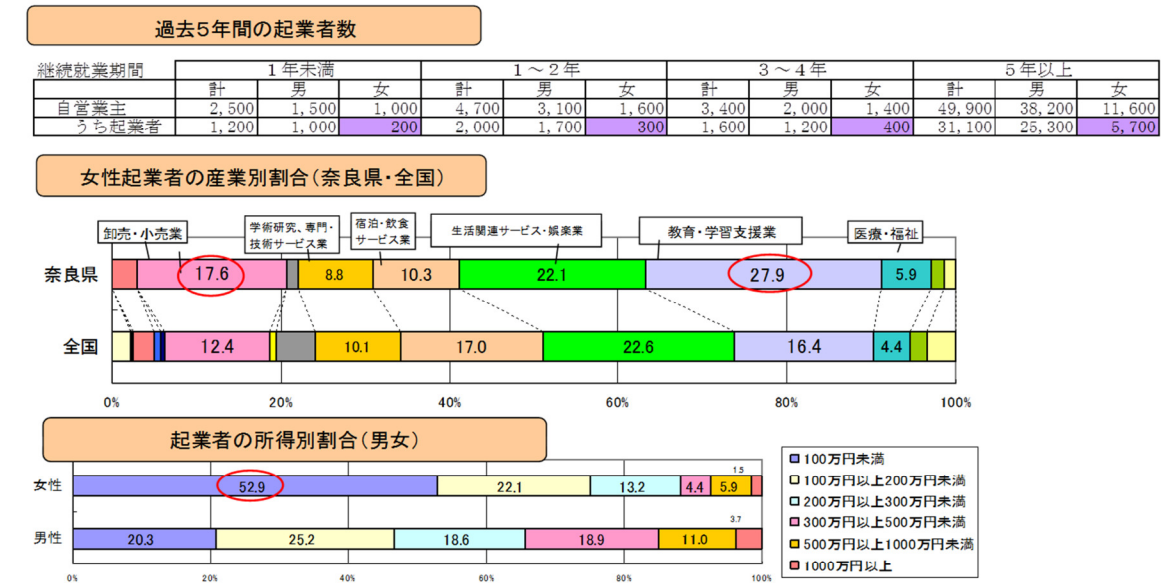 過去5年間の起業者数
継続就業期間 1年未満 1～2年 3～4年 5年以上
計 男 女 計 男 女 計 男 女 計 男 女
自営業主 2,500 1,500 1,000 4,700 3,100 1,600 3,400 2,000 1,400 49,900 38,200 11,600
うち起業者 1,200 1,000 200 2,000 1,700 300 1,600 1,200 400 31,100 25,300 5,700
女性起業者の産業別割合(奈良県・全国)
卸売・小売業
学術研究、専門・
技術サービス業
宿泊・飲食
サービス業
生活関連サービス・娯楽業
教育・学習支援業
医療・福祉
奈良県 17.6 8.8 10.3 22.1 27.9 5.9
全国 12.4 10.1 17.0 22.6 16.4 4.4
0% 20% 40% 60% 80% 100%
起業者の所得別割合(男女)
1.5
女性 52.9 22.1 13.2 4.4 5.9
3.7
男性 20.3 25.2 18.6 18.9 11.0
0% 20% 40% 60% 80% 100%
100万円未満
100万円以上200万円未満
200万円以上300万円未満
300万円以上500万円未満
500万円以上1000万円未満
1000万円以上